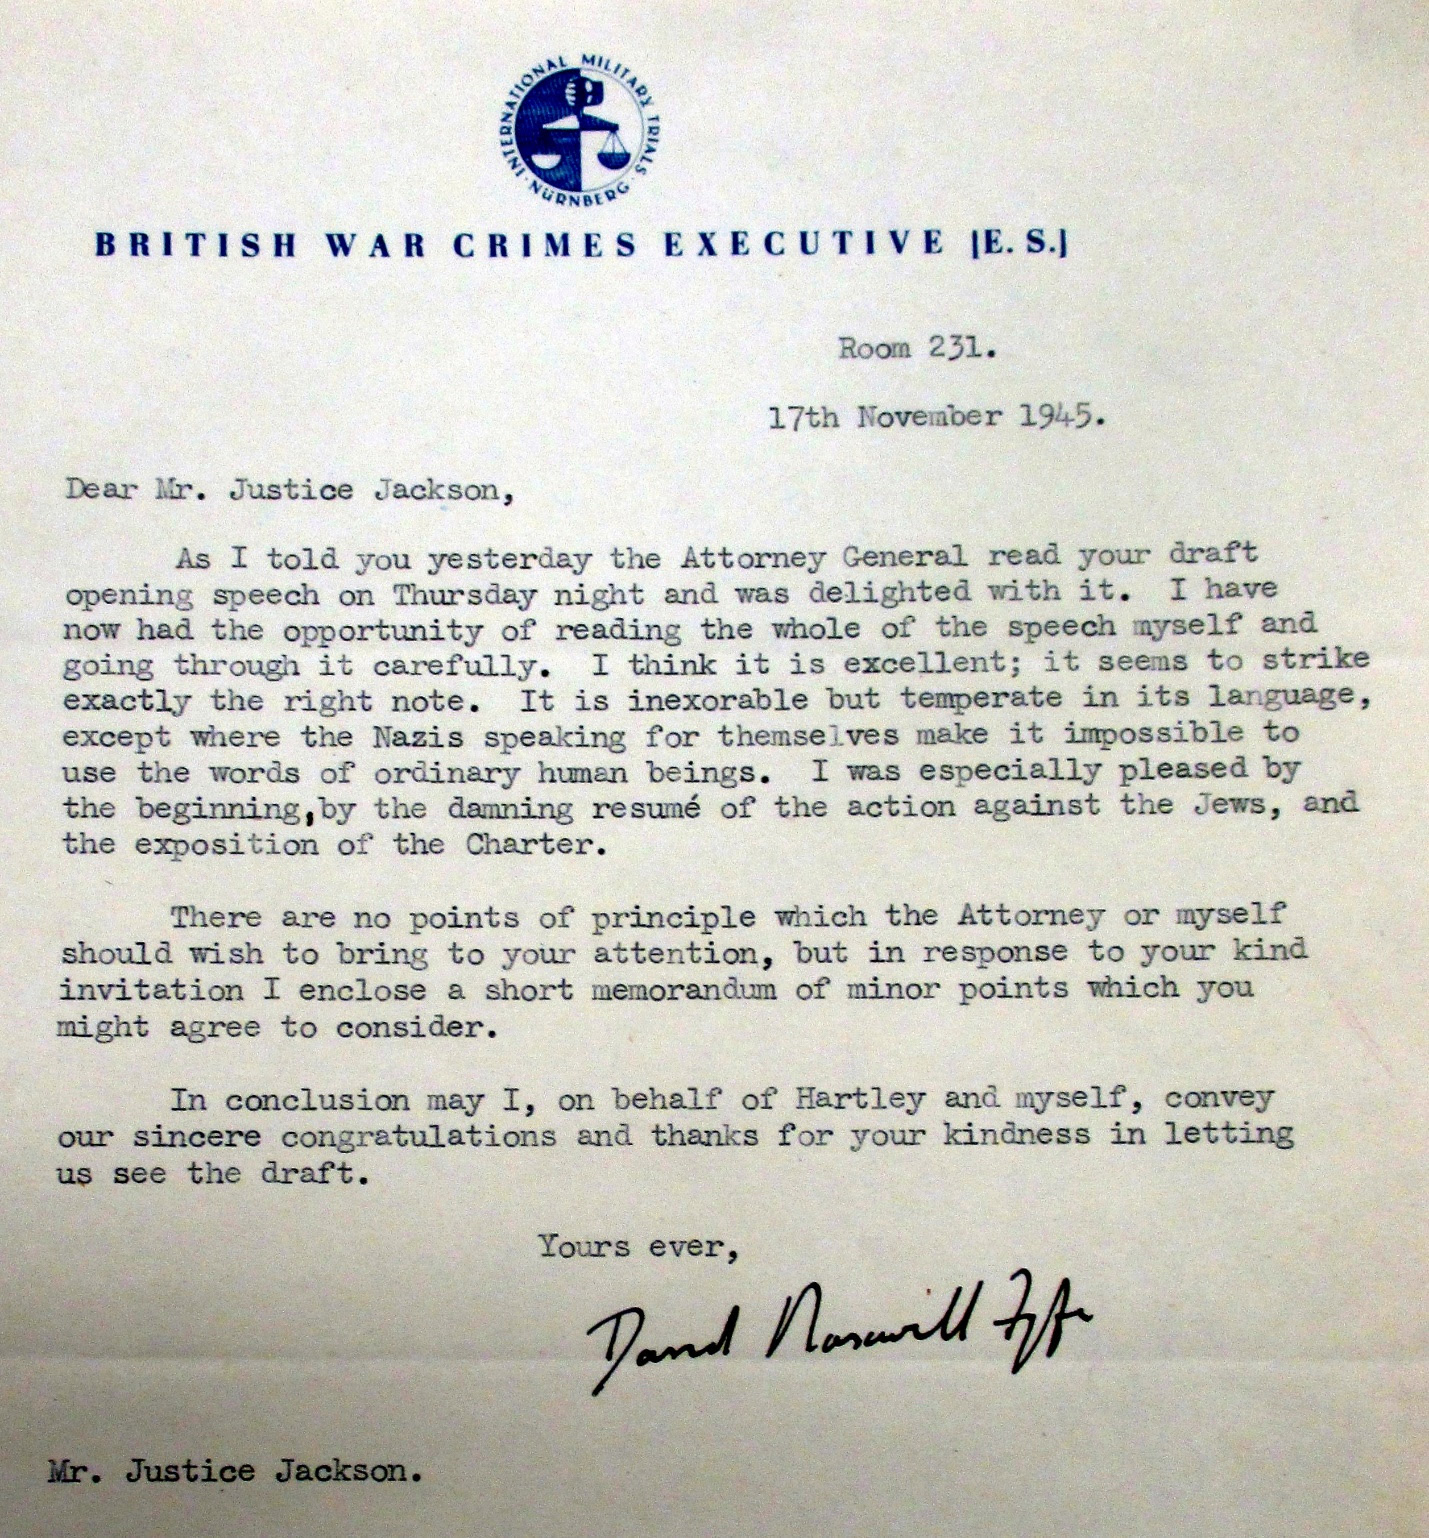 INTERNATIONAL MILITARY TRIALS
· NÜRNBERG ·
BRITISH WAR CRIMES EXECUTIVE [E. S.]
Room 231.
17th November 1945.
Dear Mr. Justice Jackson,
As I told you yesterday the Attorney General read your draft
opening speech on Thursday night and was delighted with it. I have
now had the opportunity of reading the whole of the speech myself and
going through it carefully. I think it is excellent; it seems to strike
exactly the right note. It is inexorable but temperate in its language,
except where the Nazis speaking for themselves make it impossible to
use the words of ordinary human beings. I was especially pleased by
the beginning,by the damning resumé of the action against the Jews, and
the exposition of the Charter.
There are no points of principle which the Attorney or myself
should wish to bring to your attention, but in response to your kind
invitation I enclose a short memorandum of minor points which you
might agree to consider.
In conclusion may I, on behalf of Hartley and myself, convey
our sincere congratulations and thanks for your kindness in letting
us see the draft.
Yours ever,
David Maxwell Fyfe
Mr. Justice Jackson.